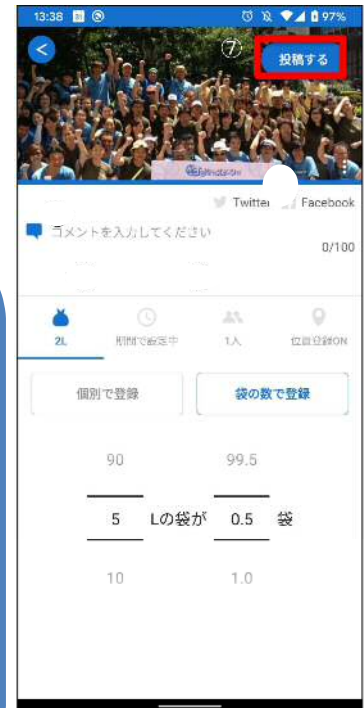 13:38
97%
<
⑦
投稿する
Twitter
Facebook
コメントを入力してください
0/100
2L
期間で設定中
1人
位置登録ON
個別で登録
袋の数で登録
90
99.5
5 Lの袋が 0.5 袋
10
1.0